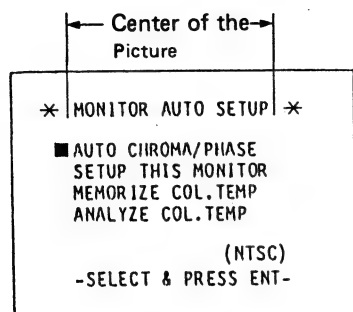 Center of the
Picture
* MONITOR AUTO SETUP *
■ AUTO CHROMA/PHASE
SETUP THIS MONITOR
MEMORIZE COL.TEMP
ANALYZE COL.TEMP
(NTSC)
-SELECT & PRESS ENT-